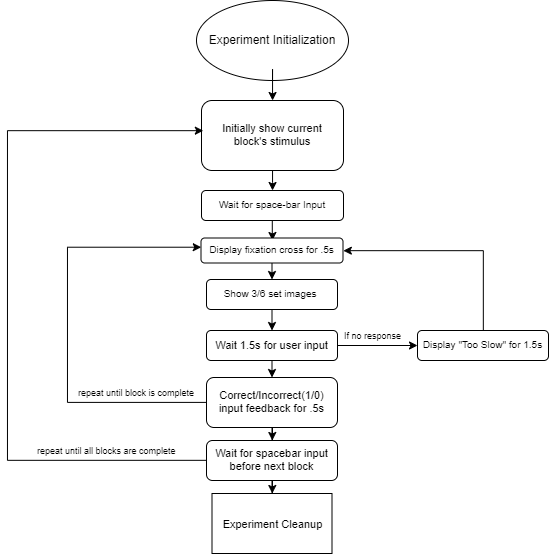 Experiment Initialization
Initially show current
block's stimulus
Wait for space-bar Input
Display fixation cross for .5s
Show 3/6 set images
Wait 1.5s for user input
If no response
Display "Too Slow" for 1.5s
Correct/Incorrect(1/0)
input feedback for .5s
repeat until block is complete
Wait for spacebar input
before next block
repeat until all blocks are complete
Experiment Cleanup